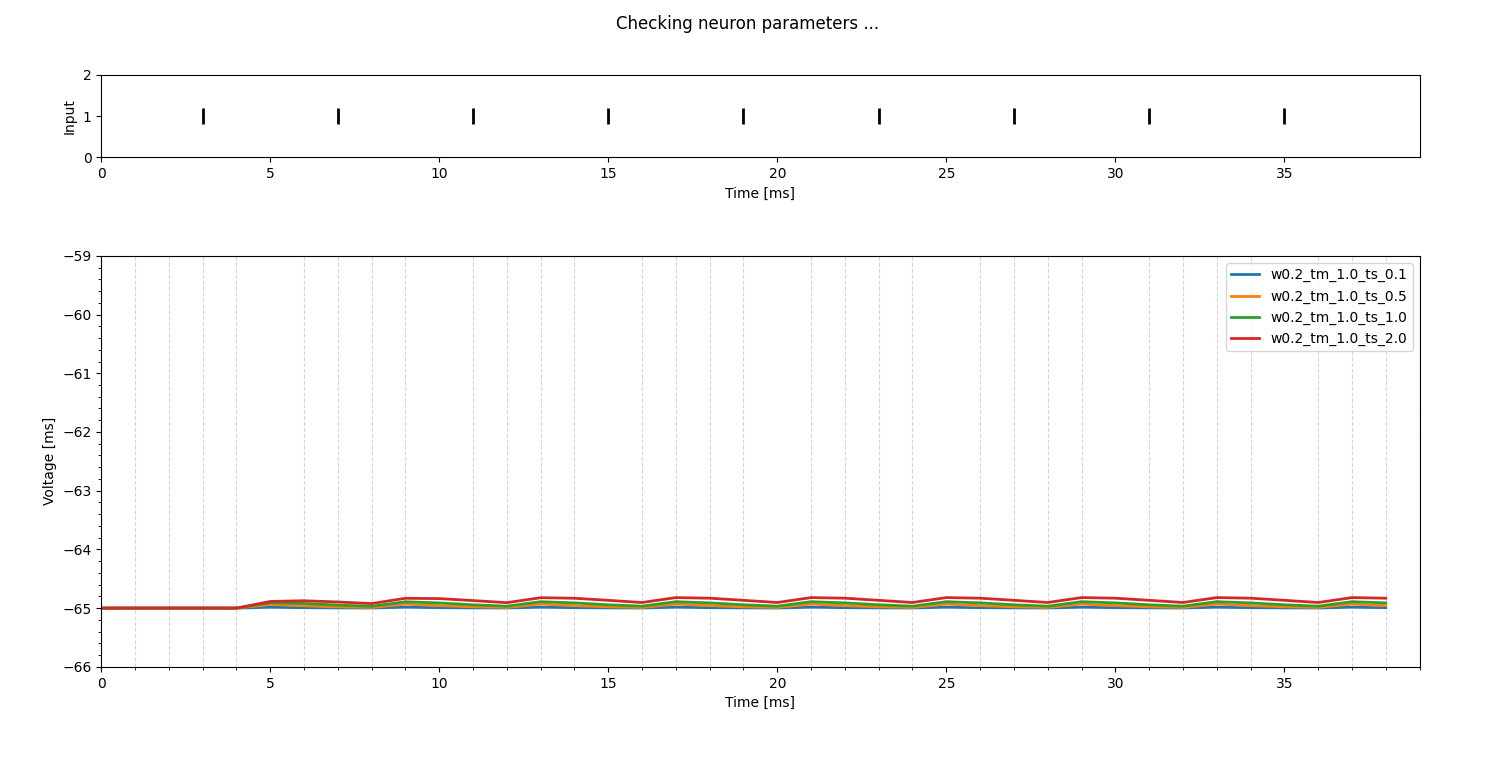 Checking neuron parameters ...
2
1
0
Input
0 5 10 15 20 25 30 35
Time [ms]
−59
−60
−61
−62
−63
−64
−65
−66
Voltage [ms]
w0.2_tm_1.0_ts_0.1
w0.2_tm_1.0_ts_0.5
w0.2_tm_1.0_ts_1.0
w0.2_tm_1.0_ts_2.0
0 5 10 15 20 25 30 35
Time [ms]